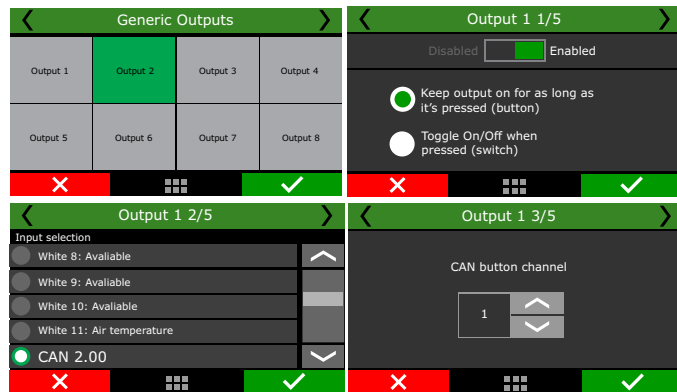 Generic Outputs
Output 1
Output 2
Output 3
Output 4
Output 5
Output 6
Output 7
Output 8
Output 1 1/5
Disabled
Enabled
Keep output on for as long as
it's pressed (button)
Toggle On/Off when
pressed (switch)
Output 1 2/5
Input selection
White 8: Avaliable
White 9: Avaliable
White 10: Avaliable
White 11: Air temperature
CAN 2.00
Output 1 3/5
CAN button channel
1